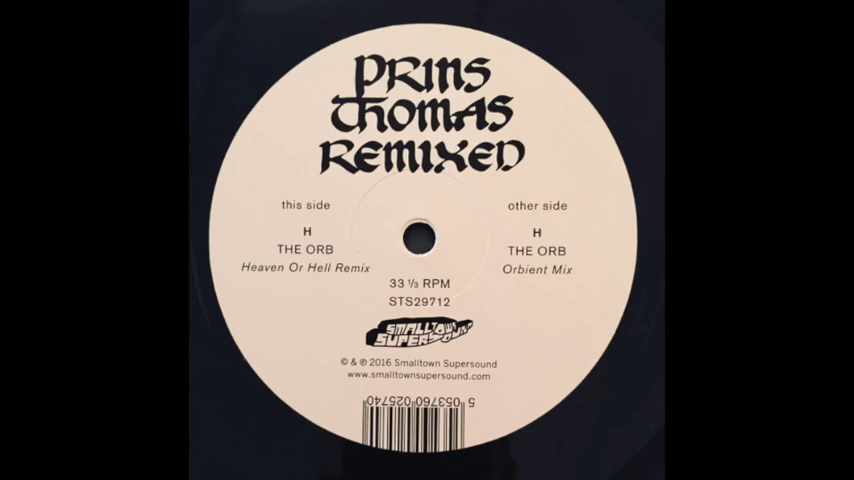 PRINS
THOMAS
REMIXED
this side
H
THE ORB
Heaven Or Hell Remix
other side
H
THE ORB
Orbient Mix
33 ⅓ RPM
STS29712
SMALLTOWN
SUPERSOUND
© & ℗ 2016 Smalltown Supersound
www.smalltownsupersound.com
5 053760 025740